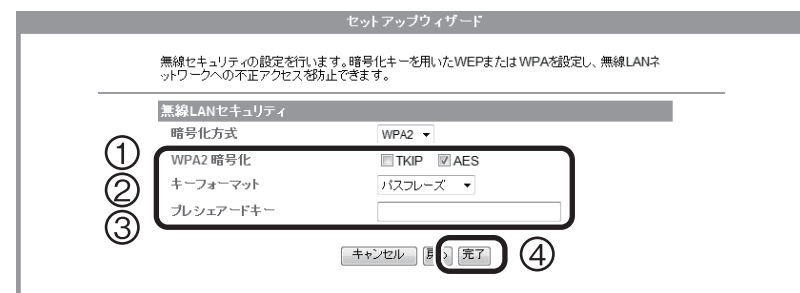 セットアップウィザード
無線セキュリティの設定を行います。暗号化キーを用いたWEPまたはWPAを設定し、無線LANネ
ットワークへの不正アクセスを防止できます。
無線LANセキュリティ
暗号化方式 WPA2
① WPA2 暗号化 TKIP AES
② キーフォーマット パスフレーズ
③ プレシェアードキー
キャンセル 完了 ④